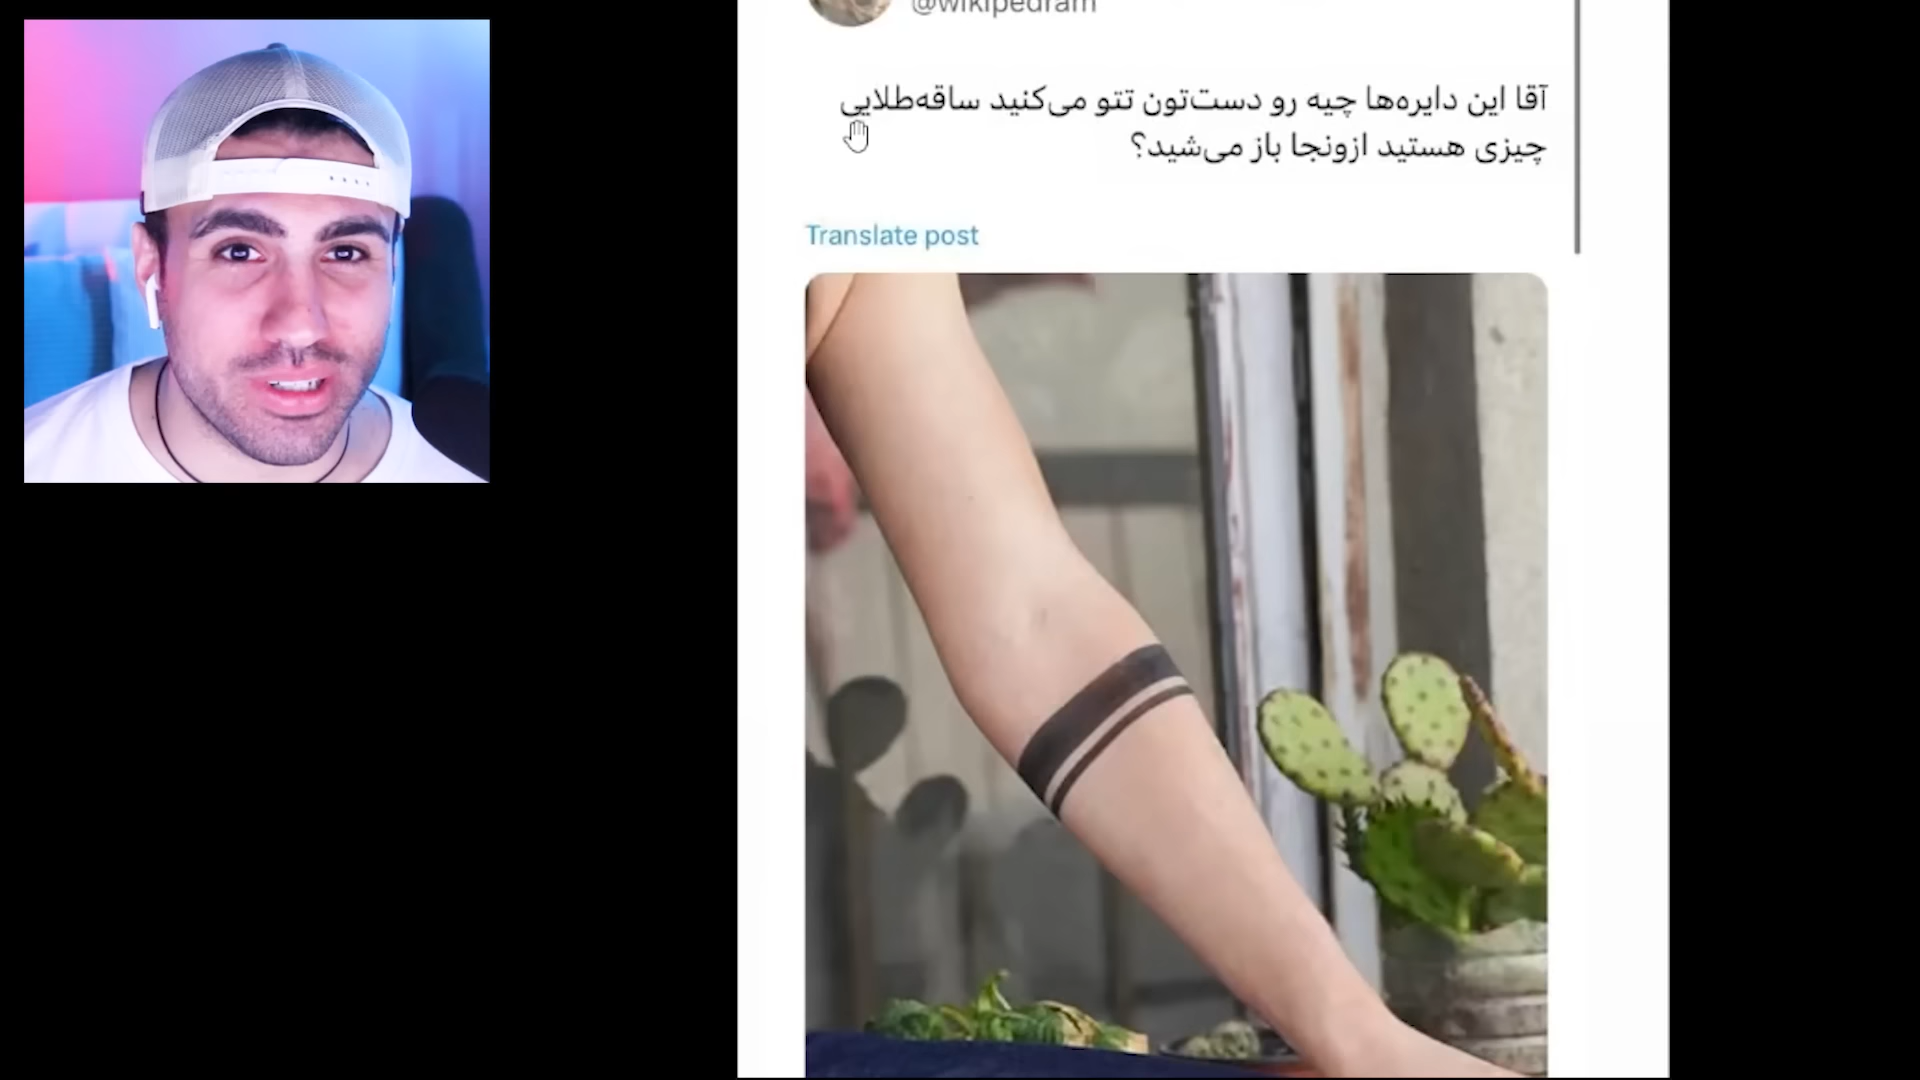 @wikipedram
آقا این دایره‌ها چیه رو دست‌تون تتو می‌کنید ساقه‌طلایی
چیزی هستید ازونجا باز می‌شید؟
Translate post